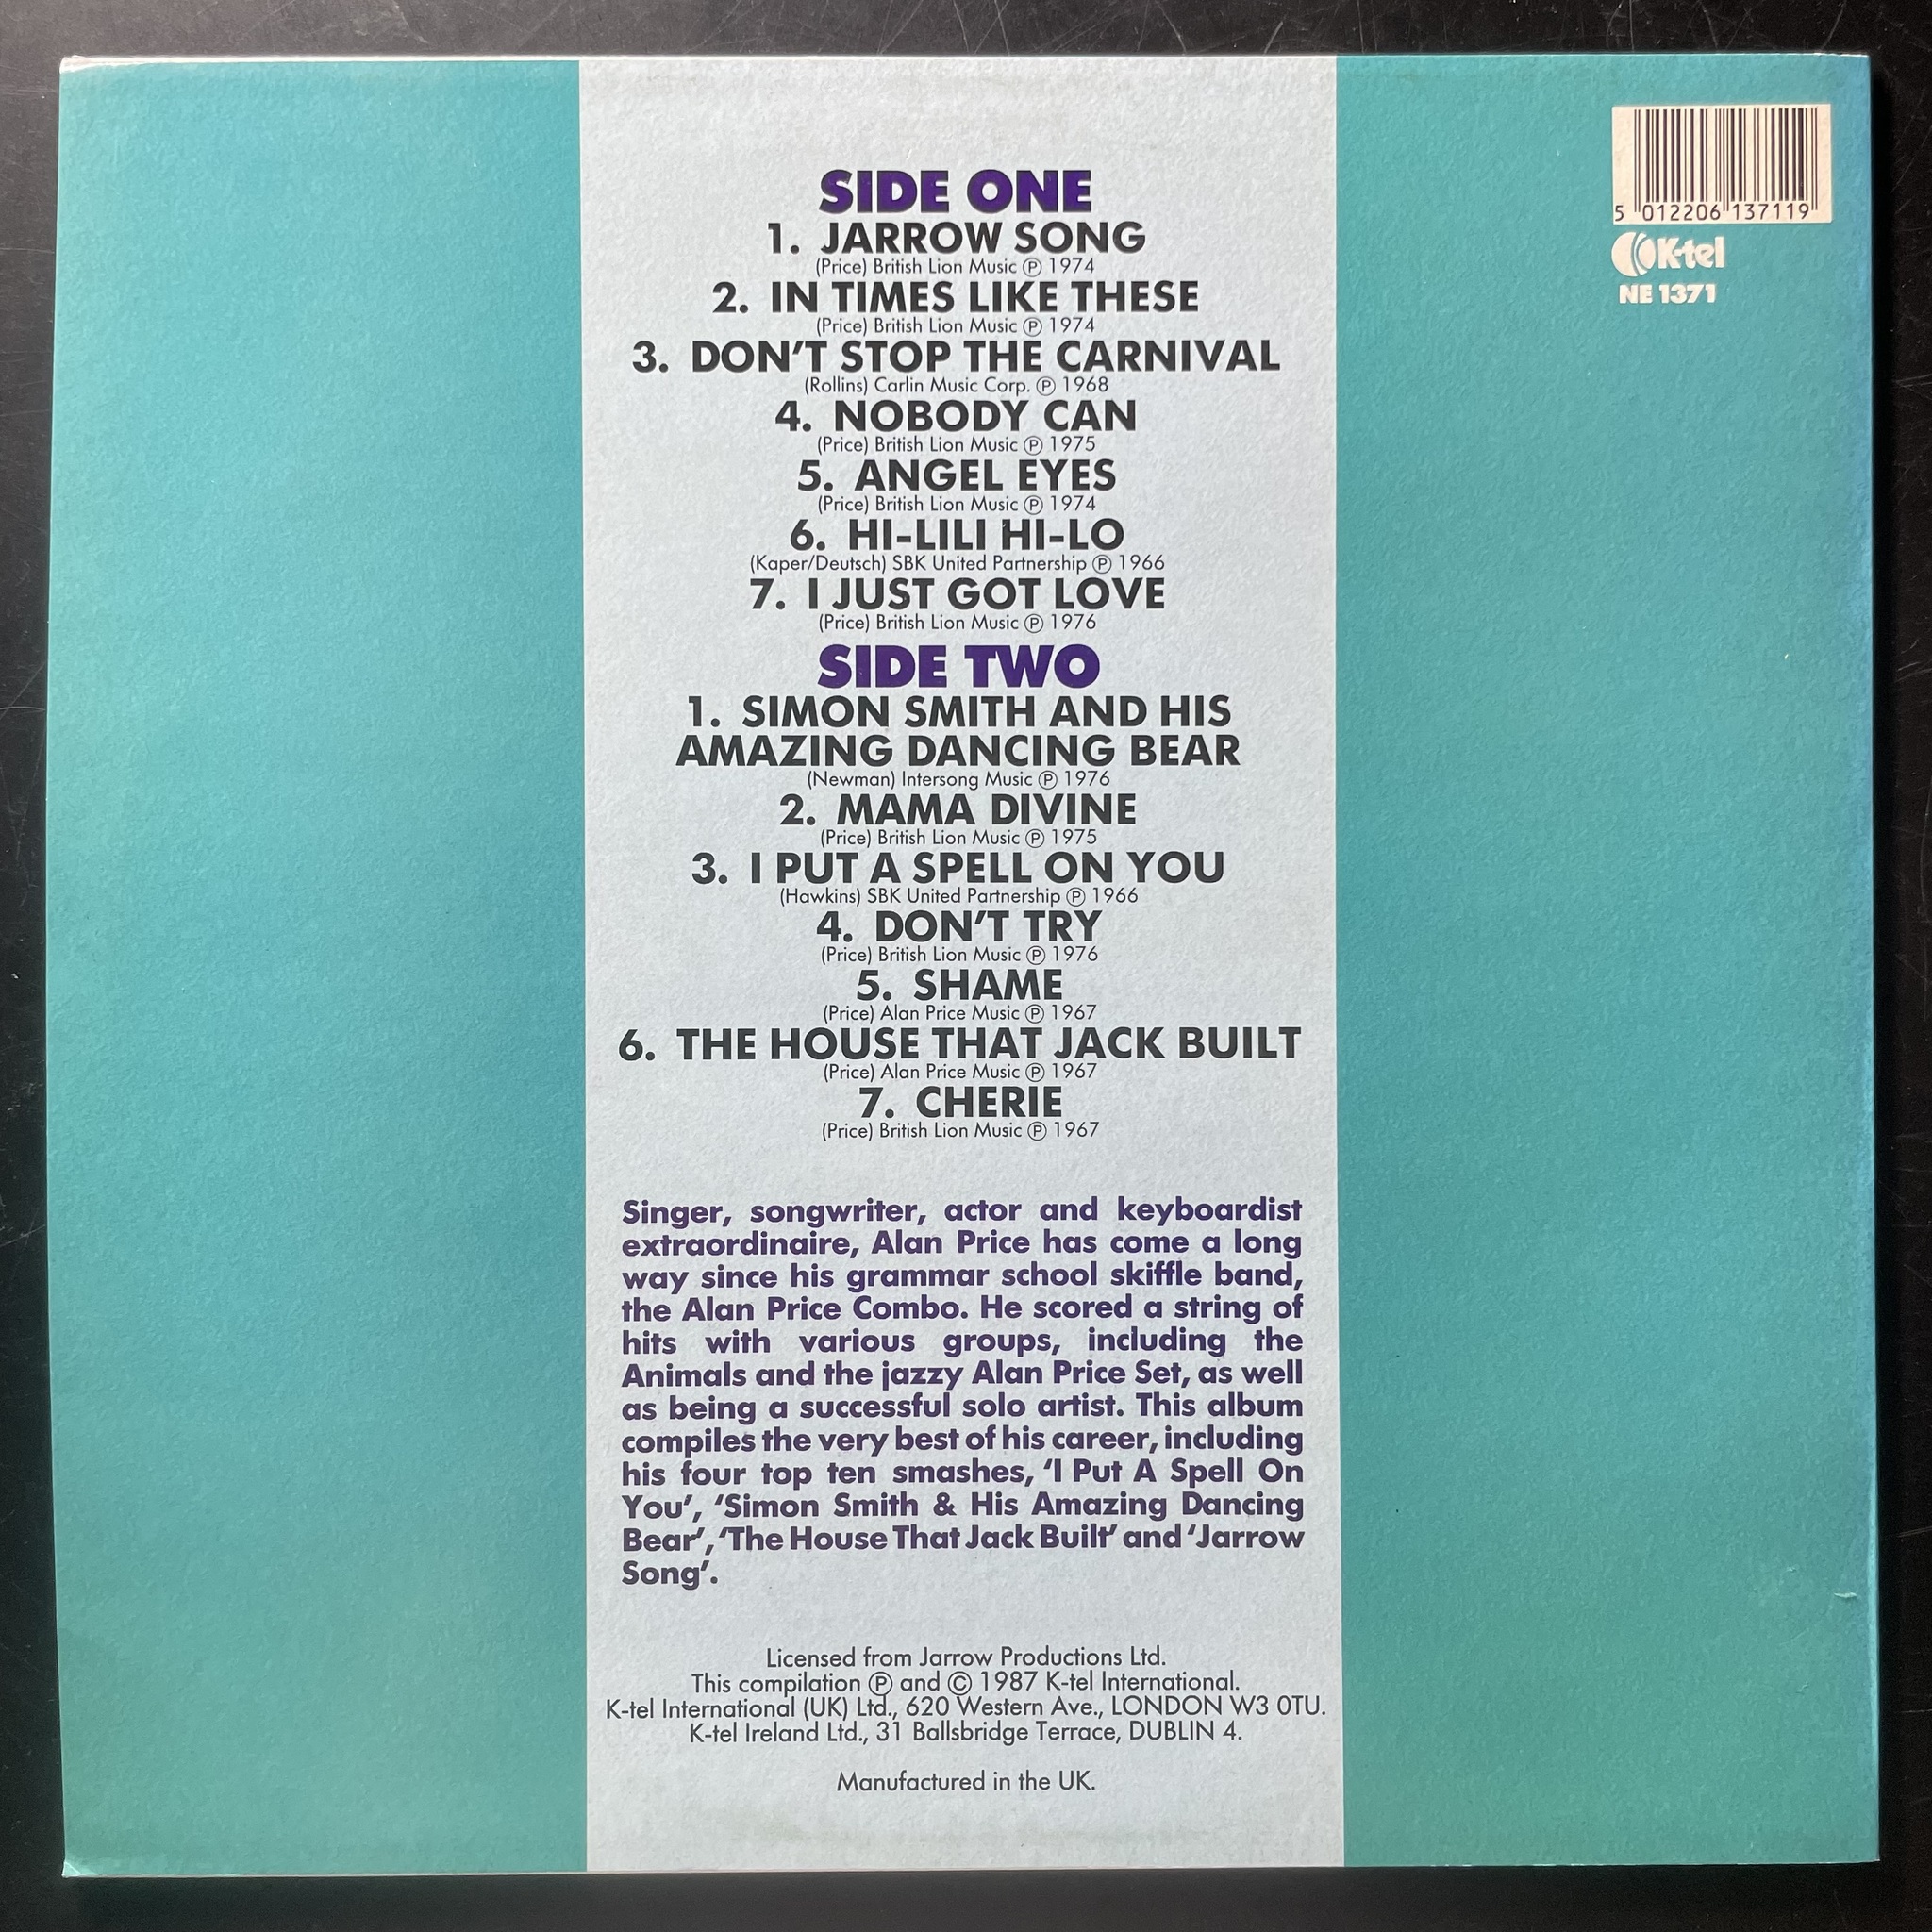 5 012206 137119
K-tel
NE 1371
SIDE ONE
1. JARROW SONG
(Price) British Lion Music Ⓟ 1974
2. IN TIMES LIKE THESE
(Price) British Lion Music Ⓟ 1974
3. DON'T STOP THE CARNIVAL
(Rollins) Carlin Music Corp. Ⓟ 1968
4. NOBODY CAN
(Price) British Lion Music Ⓟ 1975
5. ANGEL EYES
(Price) British Lion Music Ⓟ 1974
6. HI-LILI HI-LO
(Kaper/Deutsch) SBK United Partnership Ⓟ 1966
7. I JUST GOT LOVE
(Price) British Lion Music Ⓟ 1976
SIDE TWO
1. SIMON SMITH AND HIS
AMAZING DANCING BEAR
(Newman) Intersong Music Ⓟ 1976
2. MAMA DIVINE
(Price) British Lion Music Ⓟ 1975
3. I PUT A SPELL ON YOU
(Hawkins) SBK United Partnership Ⓟ 1966
4. DON'T TRY
(Price) British Lion Music Ⓟ 1976
5. SHAME
(Price) Alan Price Music Ⓟ 1967
6. THE HOUSE THAT JACK BUILT
(Price) Alan Price Music Ⓟ 1967
7. CHERIE
(Price) British Lion Music Ⓟ 1967
Singer, songwriter, actor and keyboardist
extraordinaire, Alan Price has come a long
way since his grammar school skiffle band,
the Alan Price Combo. He scored a string of
hits with various groups, including the
Animals and the jazzy Alan Price Set, as well
as being a successful solo artist. This album
compiles the very best of his career, including
his four top ten smashes, 'I Put A Spell On
You', 'Simon Smith & His Amazing Dancing
Bear', 'The House That Jack Built' and 'Jarrow
Song'.
Licensed from Jarrow Productions Ltd.
This compilation Ⓟ and © 1987 K-tel International.
K-tel International (UK) Ltd., 620 Western Ave., LONDON W3 0TU.
K-tel Ireland Ltd., 31 Ballsbridge Terrace, DUBLIN 4.
Manufactured in the UK.